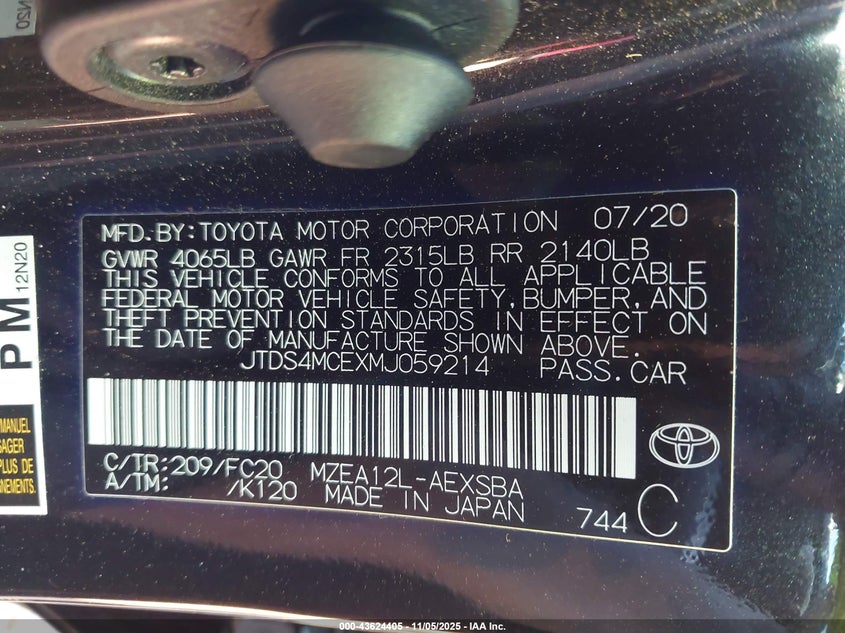 N20
MFD.BY:TOYOTA MOTOR CORPORATION 07/20
GVWR 4065LB GAWR FR 2315LB RR 2140LB
THIS VEHICLE CONFORMS TO ALL APPLICABLE
FEDERAL MOTOR VEHICLE SAFETY,BUMPER,AND
THEFT PREVENTION STANDARDS IN EFFECT ON
THE DATE OF MANUFACTURE SHOWN ABOVE.
JTDS4MCEXMJ059214 PASS.CAR
C/TR:209/FC20 MZEA12L-AEXSBA
A/TM: /K120 MADE IN JAPAN
744 C
PM
12N20
MANUEL
SAGER
PLUS DE
GNEMENTS.
000-43624405 - 11/05/2025 - IAA Inc.